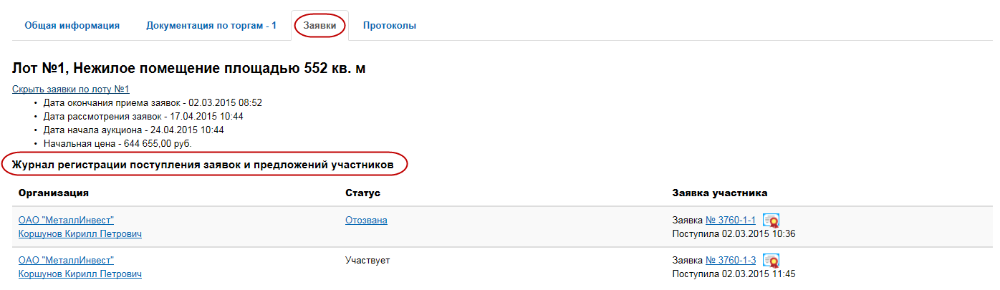 Общая информация Документация по торгам - 1 Заявки Протоколы
Лот №1, Нежилое помещение площадью 552 кв. м
Скрыть заявки по лоту №1
• Дата окончания приема заявок - 02.03.2015 08:52
• Дата рассмотрения заявок - 17.04.2015 10:44
• Дата начала аукциона - 24.04.2015 10:44
• Начальная цена - 644 655,00 руб.
Журнал регистрации поступления заявок и предложений участников
Организация Статус Заявка участника
ОАО "МеталлИнвест" Отозвана Заявка № 3760-1-1
Коршунов Кирилл Петрович Поступила 02.03.2015 10:36
ОАО "МеталлИнвест" Участвует Заявка № 3760-1-3
Коршунов Кирилл Петрович Поступила 02.03.2015 11:45